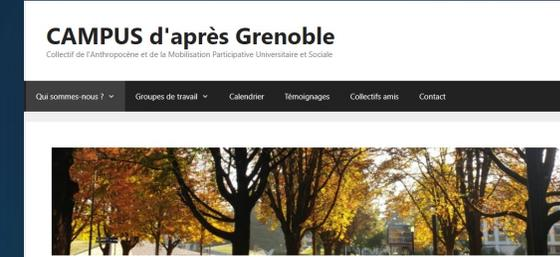 CAMPUS d'après Grenoble
Collectif de l'Anthropocène et de la Mobilisation Participative Universitaire et Sociale
Qui sommes-nous ? Groupes de travail Calendrier Témoignages Collectifs amis Contact